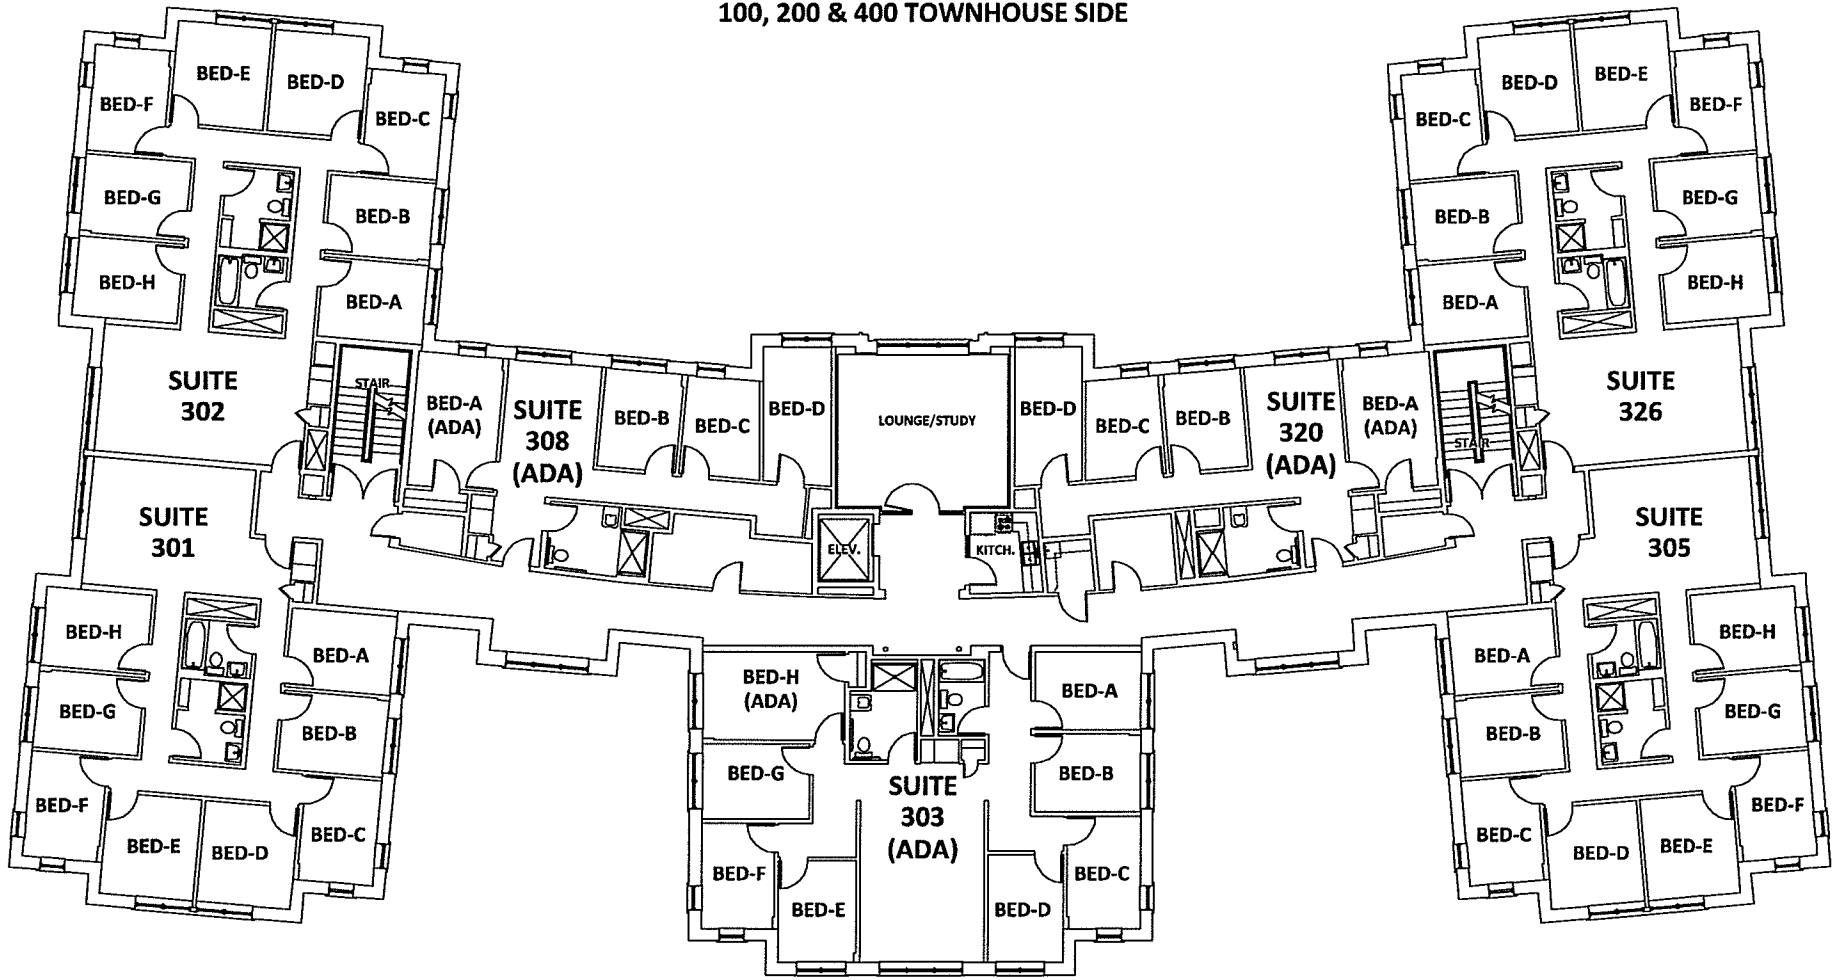 100, 200 & 400 TOWNHOUSE SIDE
BED-E
BED-D
BED-F
BED-C
BED-G
BED-B
BED-H
BED-A
SUITE
302
STAIR
SUITE
301
BED-H
BED-A
BED-G
BED-B
BED-F
BED-E
BED-D
BED-C
BED-A
(ADA)
SUITE
308
(ADA)
BED-B
BED-C
BED-D
LOUNGE/STUDY
ELEV.
KITCH.
BED-D
BED-C
BED-B
SUITE
320
(ADA)
BED-A
(ADA)
STAIR
BED-H
(ADA)
BED-A
BED-G
BED-B
SUITE
303
(ADA)
BED-F
BED-E
BED-D
BED-C
BED-D
BED-E
BED-C
BED-F
BED-B
BED-G
BED-A
BED-H
SUITE
326
SUITE
305
BED-A
BED-H
BED-B
BED-G
BED-C
BED-D
BED-E
BED-F